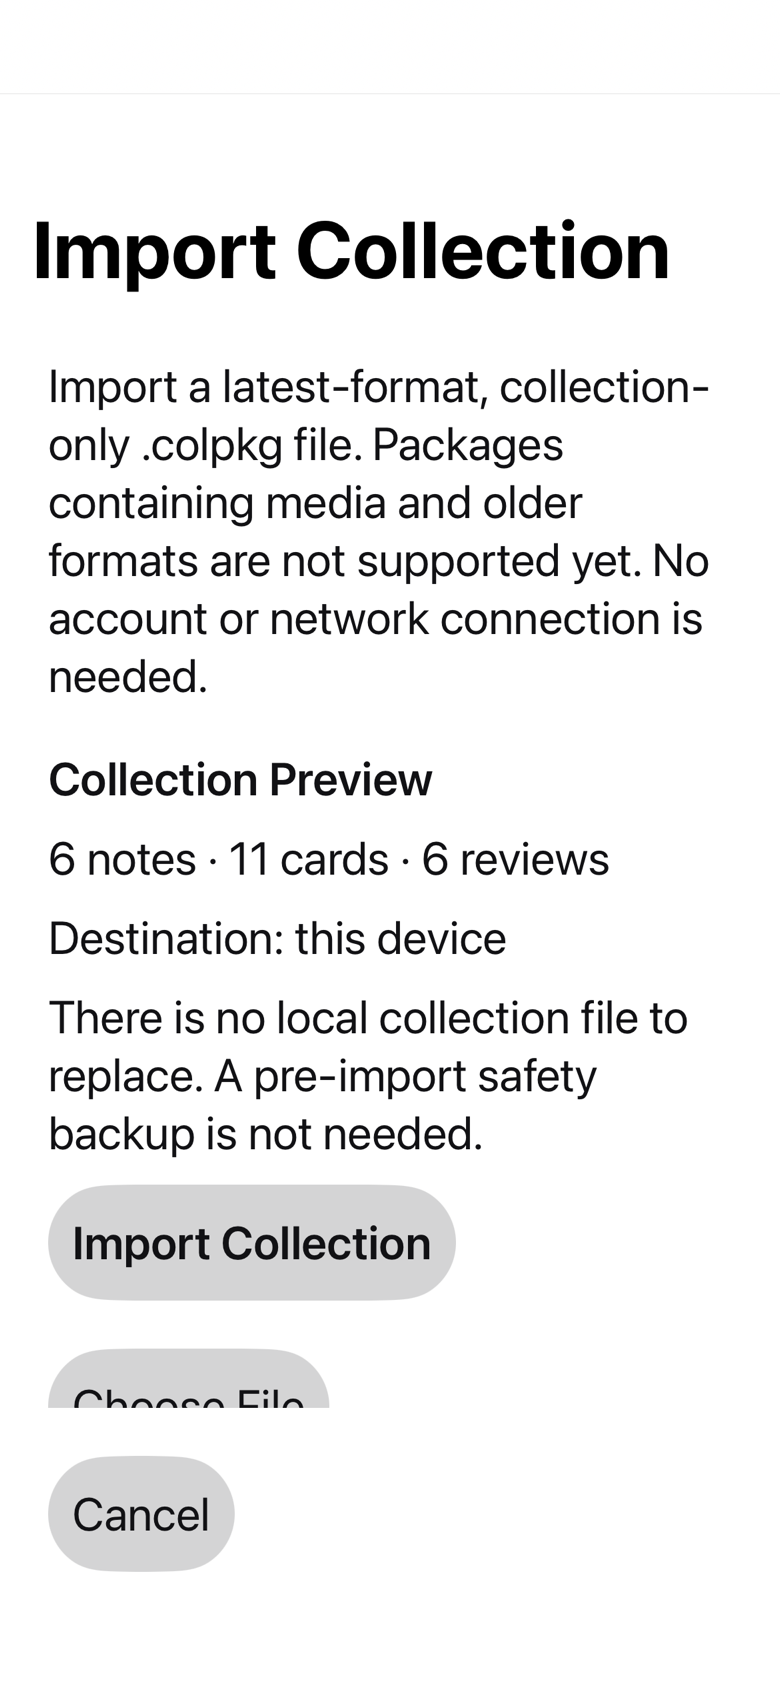 Import Collection
Import a latest-format, collection-
only .colpkg file. Packages
containing media and older
formats are not supported yet. No
account or network connection is
needed.
Collection Preview
6 notes · 11 cards · 6 reviews
Destination: this device
There is no local collection file to
replace. A pre-import safety
backup is not needed.
Import Collection
Choose File
Cancel